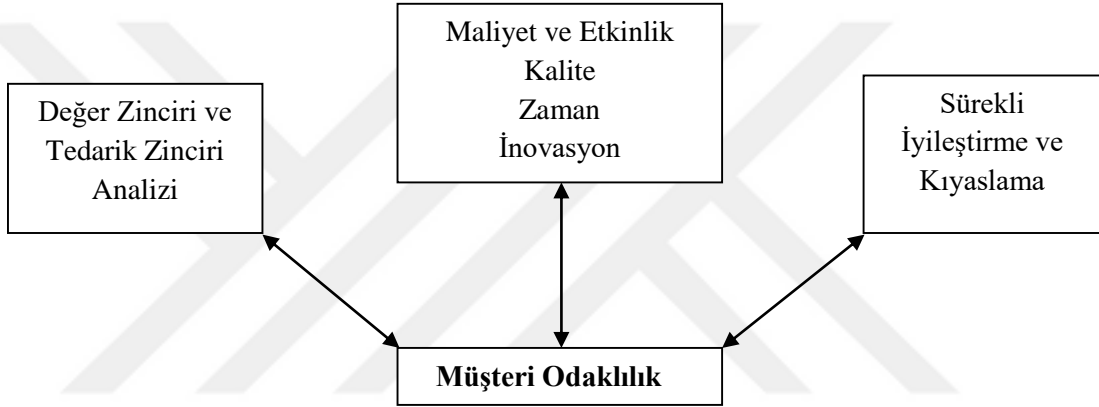 Maliyet ve Etkinlik
Kalite
Zaman
İnovasyon
Değer Zinciri ve
Tedarik Zinciri
Analizi
Sürekli
İyileştirme ve
Kıyaslama
Müşteri Odaklılık